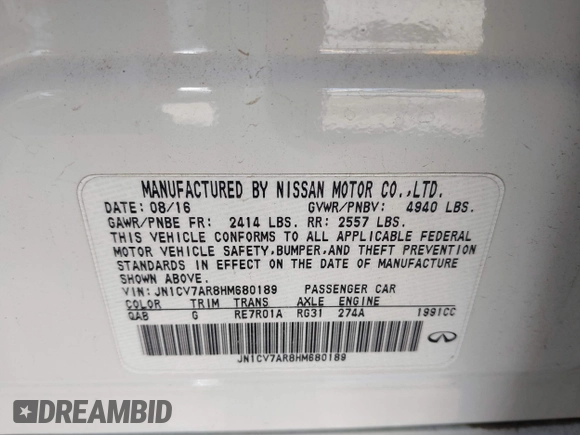 MANUFACTURED BY NISSAN MOTOR CO.,LTD.
DATE: 08/16 GVWR/PNBV: 4940 LBS.
GAWR/PNBE FR: 2414 LBS. RR: 2557 LBS.
THIS VEHICLE CONFORMS TO ALL APPLICABLE FEDERAL
MOTOR VEHICLE SAFETY,BUMPER,AND THEFT PREVENTION
STANDARDS IN EFFECT ON THE DATE OF MANUFACTURE
SHOWN ABOVE.
VIN: JN1CV7AR8HM680189 PASSENGER CAR
COLOR TRIM TRANS AXLE ENGINE
QAB G RE7R01A RG31 274A 1991CC
JN1CV7AR8HM680189
DREAMBID